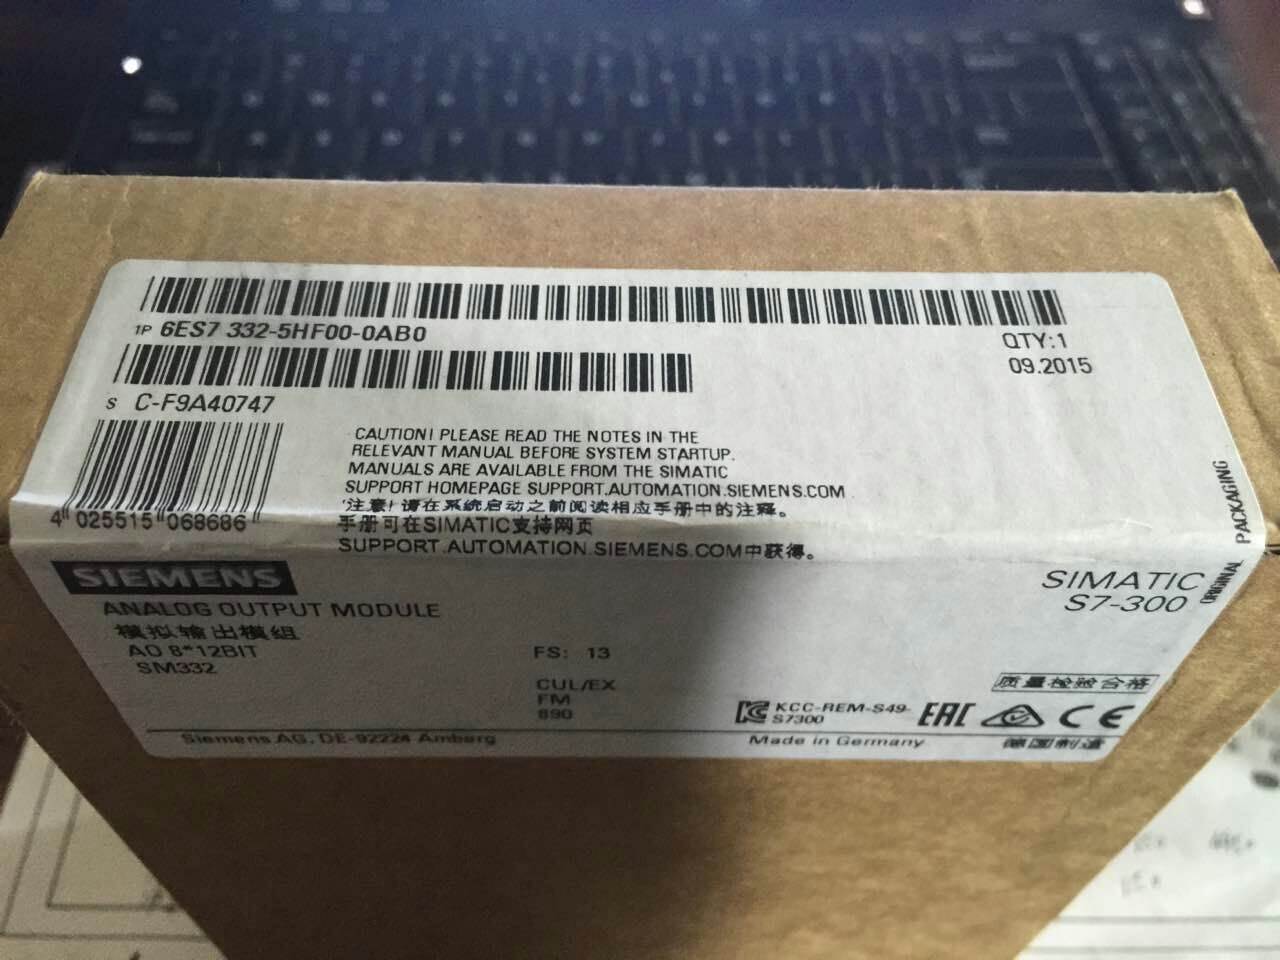 1P 6ES7 332-5HF00-0AB0
QTY:1
09.2015
S C-F9A40747
4 025515 068686
CAUTION! PLEASE READ THE NOTES IN THE
RELEVANT MANUAL BEFORE SYSTEM STARTUP.
MANUALS ARE AVAILABLE FROM THE SIMATIC
SUPPORT HOMEPAGE SUPPORT.AUTOMATION.SIEMENS.COM
注意!请在系统启动之前阅读相应手册中的注释。
手册可在SIMATIC支持网页
SUPPORT.AUTOMATION.SIEMENS.COM中获得。
ORIGINAL PACKAGING
SIEMENS
SIMATIC
S7-300
ANALOG OUTPUT MODULE
模拟输出模组
AO 8*12BIT
SM332
FS: 13
CUL/EX
FM
690
质量检验合格
KCC-REM-S49-
S7300
EAC CE
Siemens AG, DE-92224 Amberg
Made in Germany
德国制造